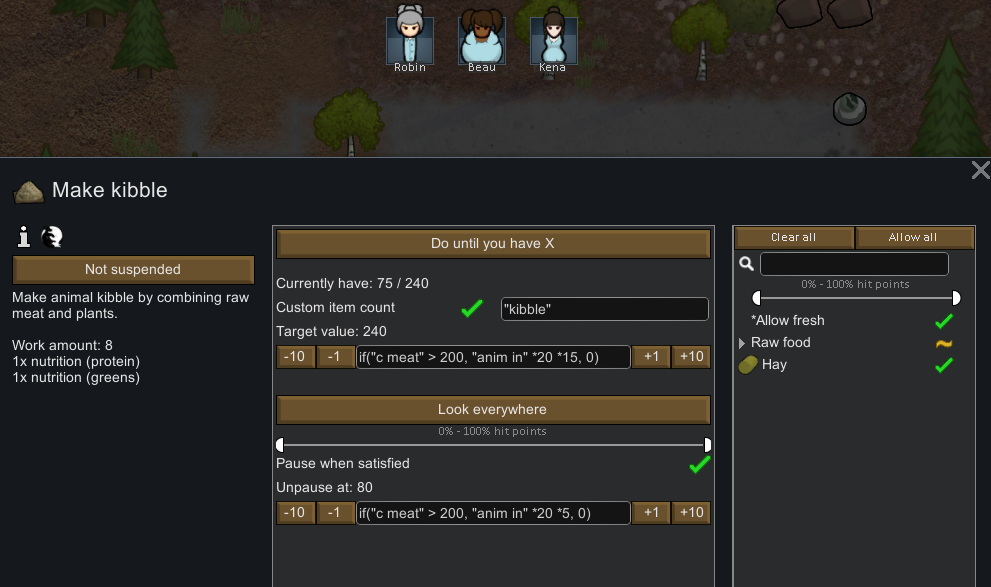 Robin Beau Kena
Make kibble
Not suspended
Make animal kibble by combining raw
meat and plants.
Work amount: 8
1x nutrition (protein)
1x nutrition (greens)
Do until you have X
Currently have: 75 / 240
Custom item count "kibble"
Target value: 240
-10 -1 if("c meat" > 200, "anim in" *20 *15, 0) +1 +10
Look everywhere
0% - 100% hit points
Pause when satisfied
Unpause at: 80
-10 -1 if("c meat" > 200, "anim in" *20 *5, 0) +1 +10
Clear all Allow all
0% - 100% hit points
*Allow fresh
Raw food
Hay